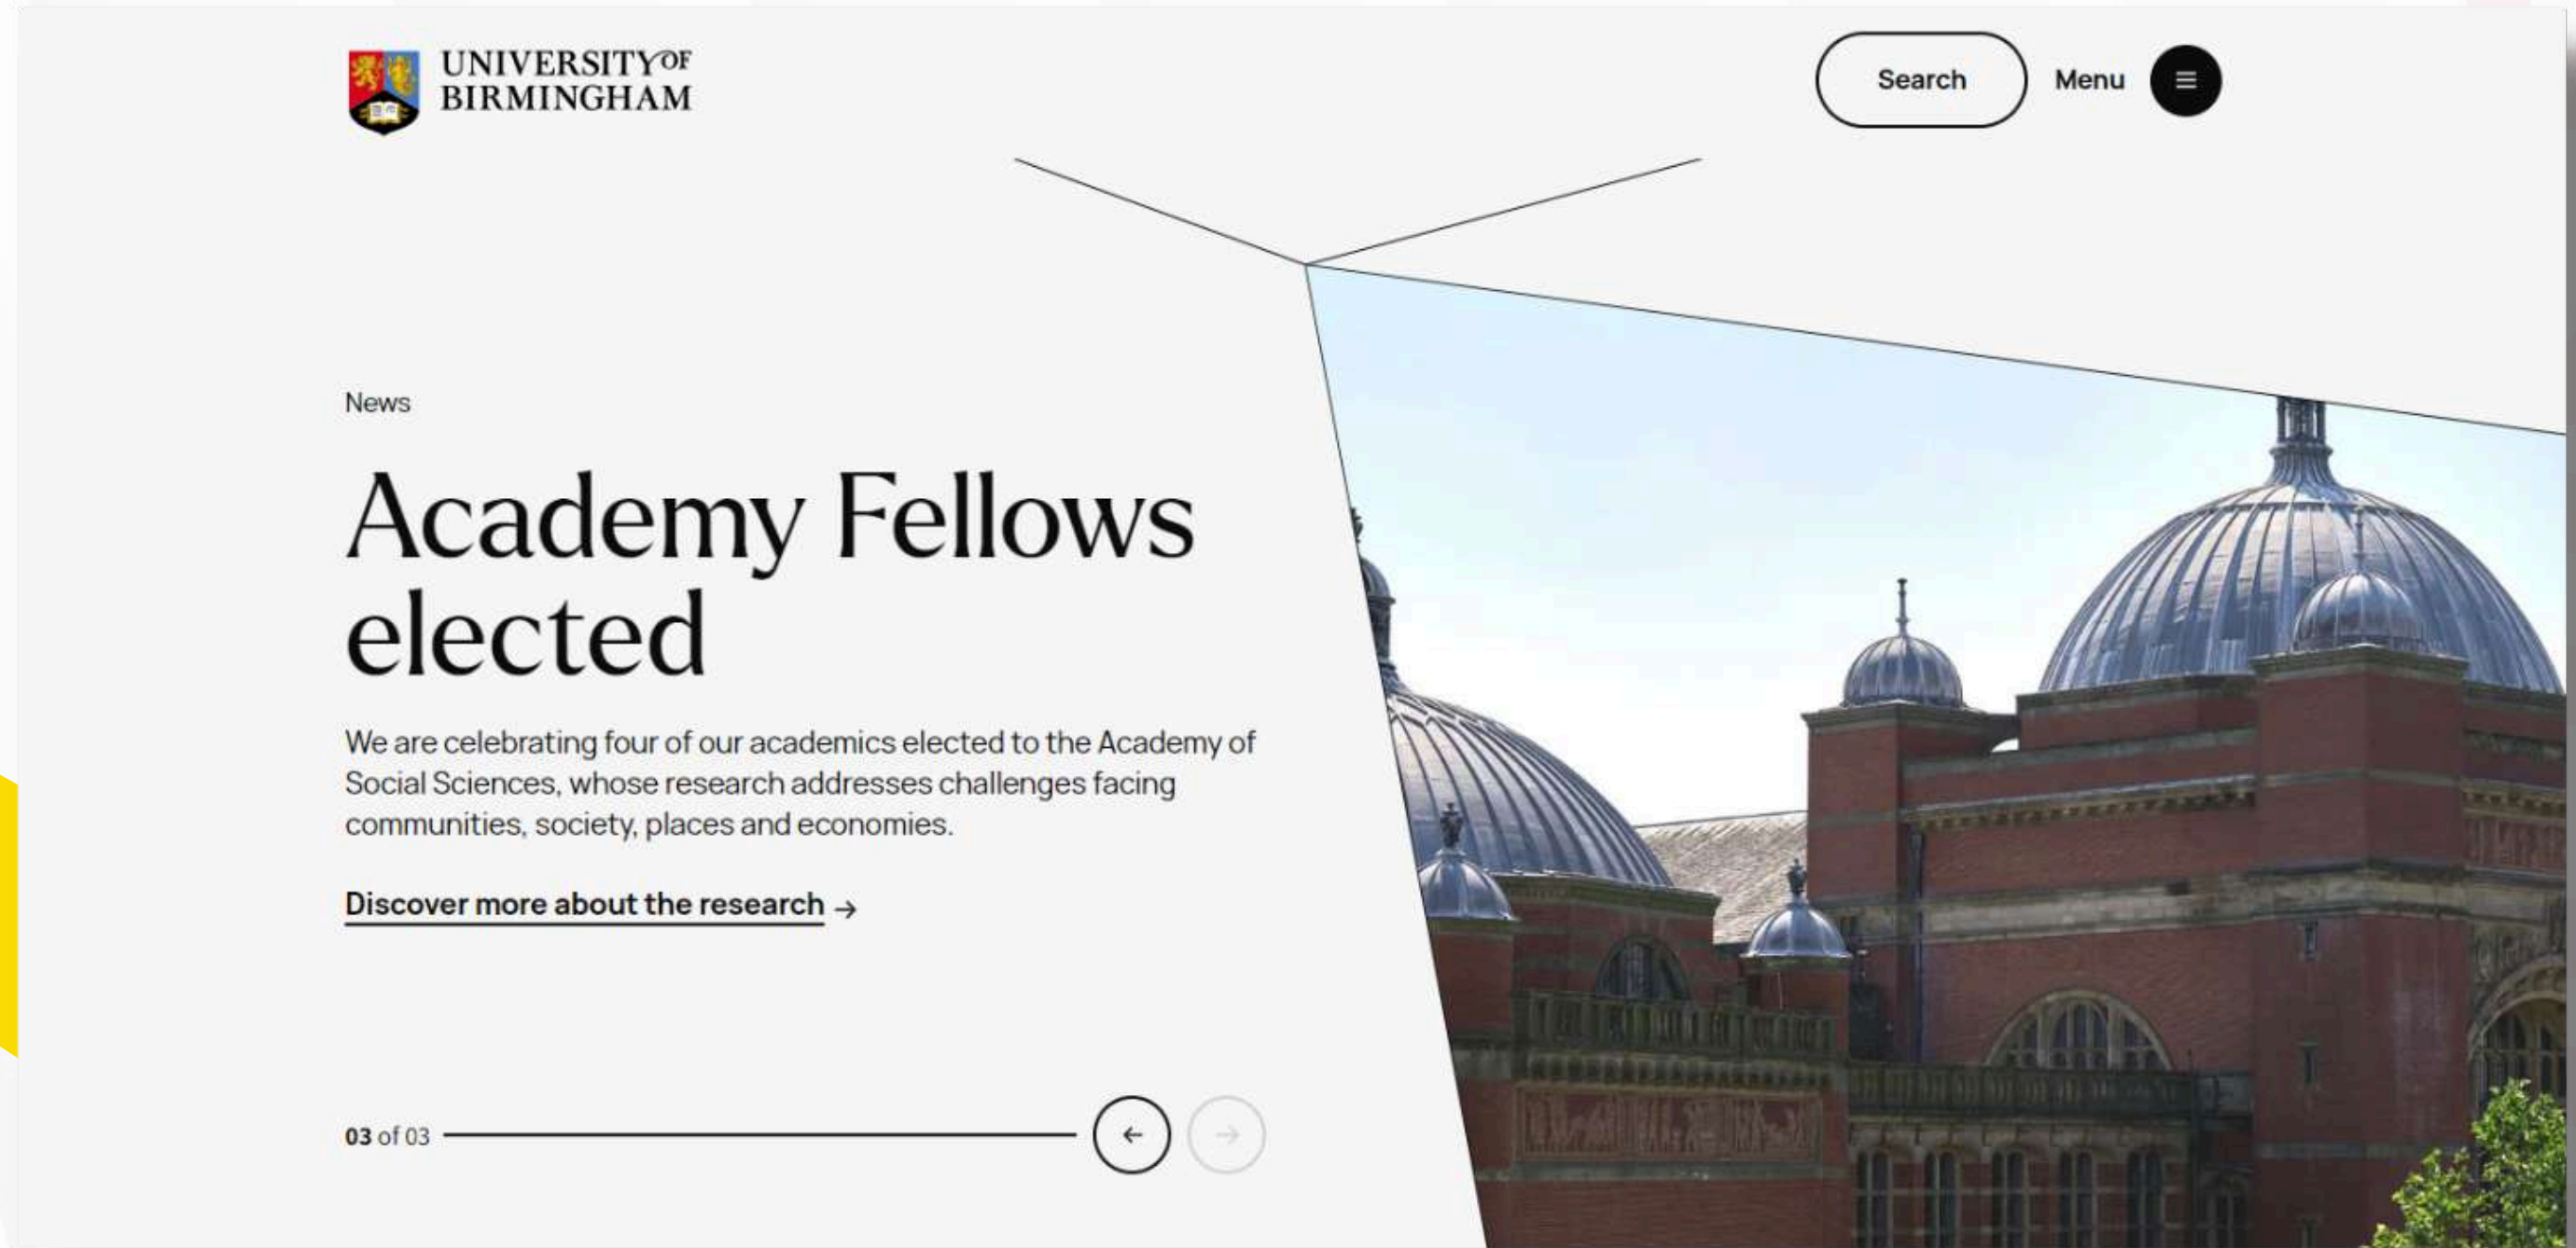 UNIVERSITY OF
BIRMINGHAM
Search
Menu
News
Academy Fellows
elected
We are celebrating four of our academics elected to the Academy of
Social Sciences, whose research addresses challenges facing
communities, society, places and economies.
Discover more about the research →
03 of 03